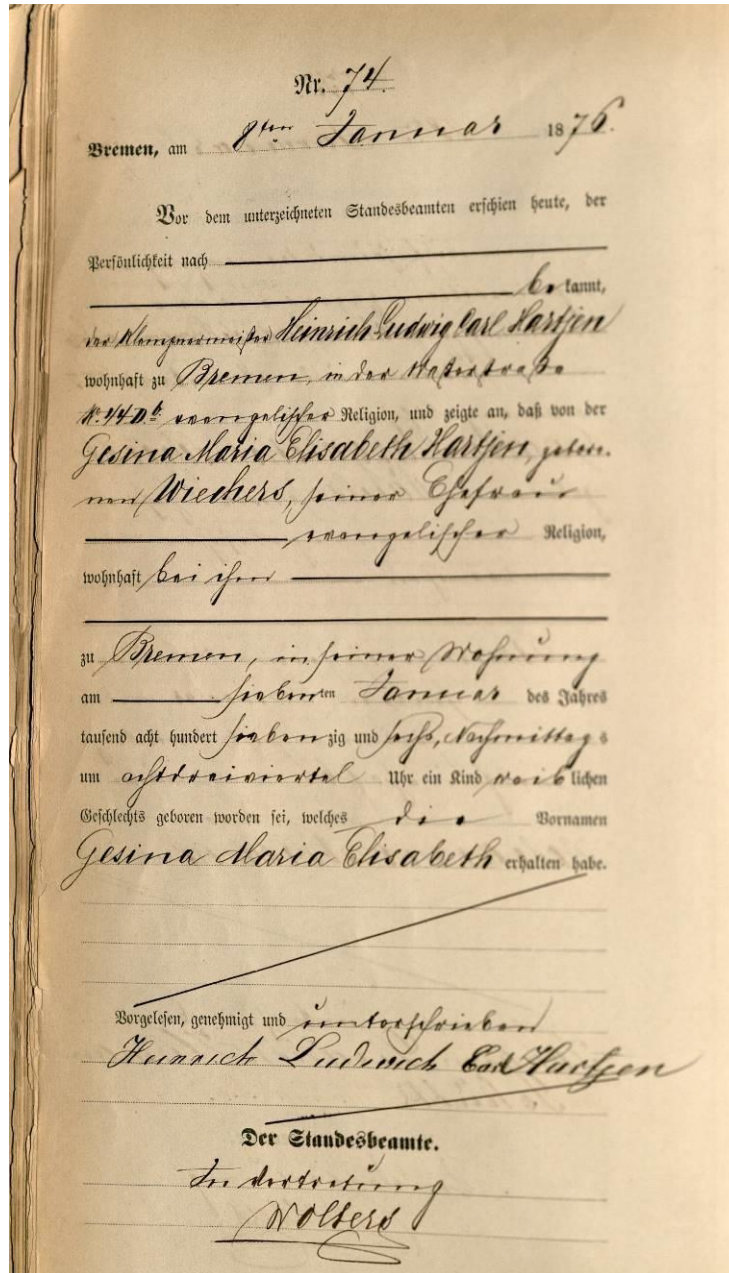 Nr. 74.
Bremen, am 8ten Januar 1876.
Vor dem unterzeichneten Standesbeamten erschien heute, der
Persönlichkeit nach
bekannt,
der Klempnermeister Heinrich Ludwig Carl Hartjen
wohnhaft zu Bremen, in der
evangelischer Religion, und zeigte an, daß von der
Gesina Maria Elisabeth Hartjen, gebore-
nen Wiechers, seiner Ehefrau
evangelischer Religion,
wohnhaft bei ihm
zu Bremen, in seiner Wohnung
am siebenten Januar des Jahres
tausend acht hundert siebenzig und sechs, Nachmittags
um achtdreiviertel Uhr ein Kind weiblichen
Geschlechts geboren worden sei, welches die Vornamen
Gesina Maria Elisabeth erhalten habe.
Vorgelesen, genehmigt und unterschrieben
Heinrich Ludwich Carl Hartjen
Der Standesbeamte.
In Vertretung
Wolters